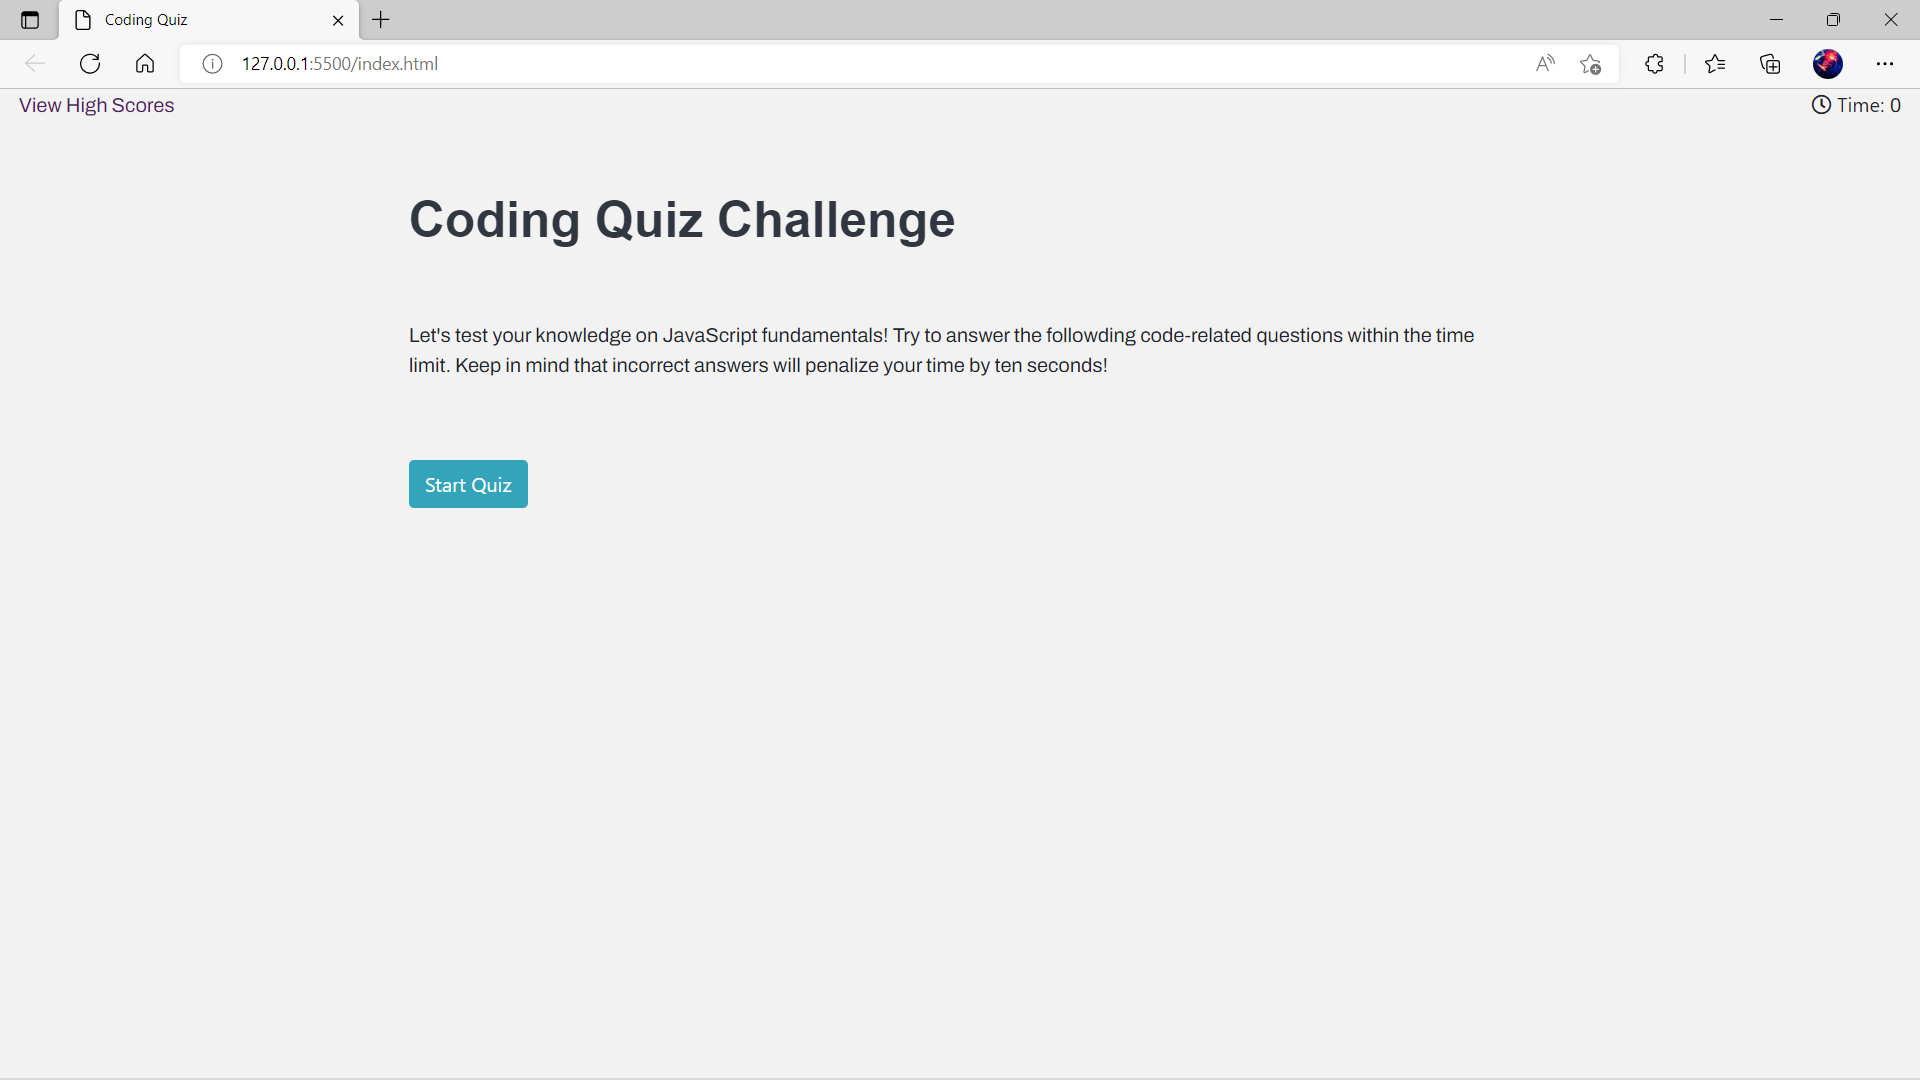 Coding Quiz
127.0.0.1:5500/index.html
View High Scores
Time: 0
Coding Quiz Challenge
Let's test your knowledge on JavaScript fundamentals! Try to answer the followding code-related questions within the time
limit. Keep in mind that incorrect answers will penalize your time by ten seconds!
Start Quiz